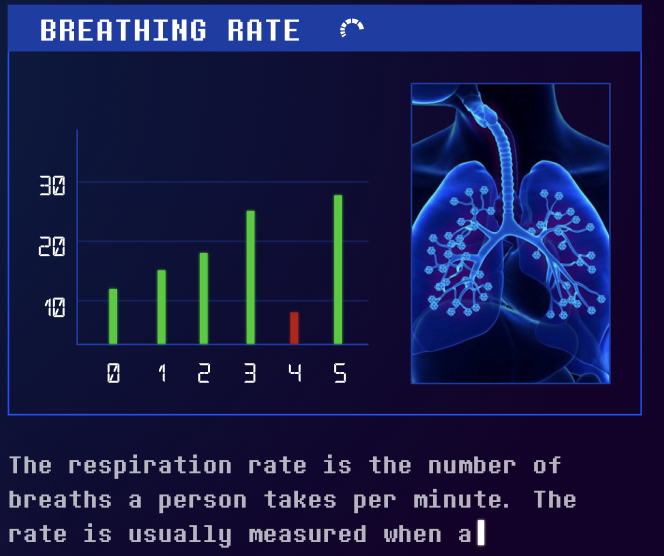 BREATHING RATE
30
20
10
0 1 2 3 4 5
The respiration rate is the number of
breaths a person takes per minute. The
rate is usually measured when a